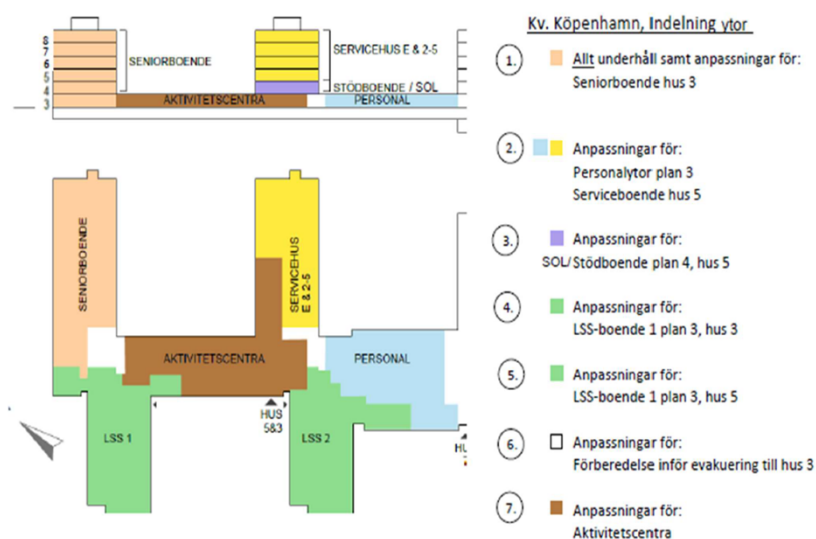 Kv. Köpenhamn, Indelning ytor
8
7
6
5
4
3
SENIORBOENDE
SERVICEHUS E & 2-5
STÖDBOENDE / SOL
AKTIVITETSCENTRA
PERSONAL
SENIORBOENDE
SERVICEHUS
E & 2-5
AKTIVITETSCENTRA
PERSONAL
LSS 1
HUS
5&3
LSS 2
1. Allt underhåll samt anpassningar för:
Seniorboende hus 3
2. Anpassningar för:
Personalytor plan 3
Serviceboende hus 5
3. Anpassningar för:
SOL/Stödboende plan 4, hus 5
4. Anpassningar för:
LSS-boende 1 plan 3, hus 3
5. Anpassningar för:
LSS-boende 1 plan 3, hus 5
6. Anpassningar för:
Förberedelse inför evakuering till hus 3
7. Anpassningar för:
Aktivitetscentra